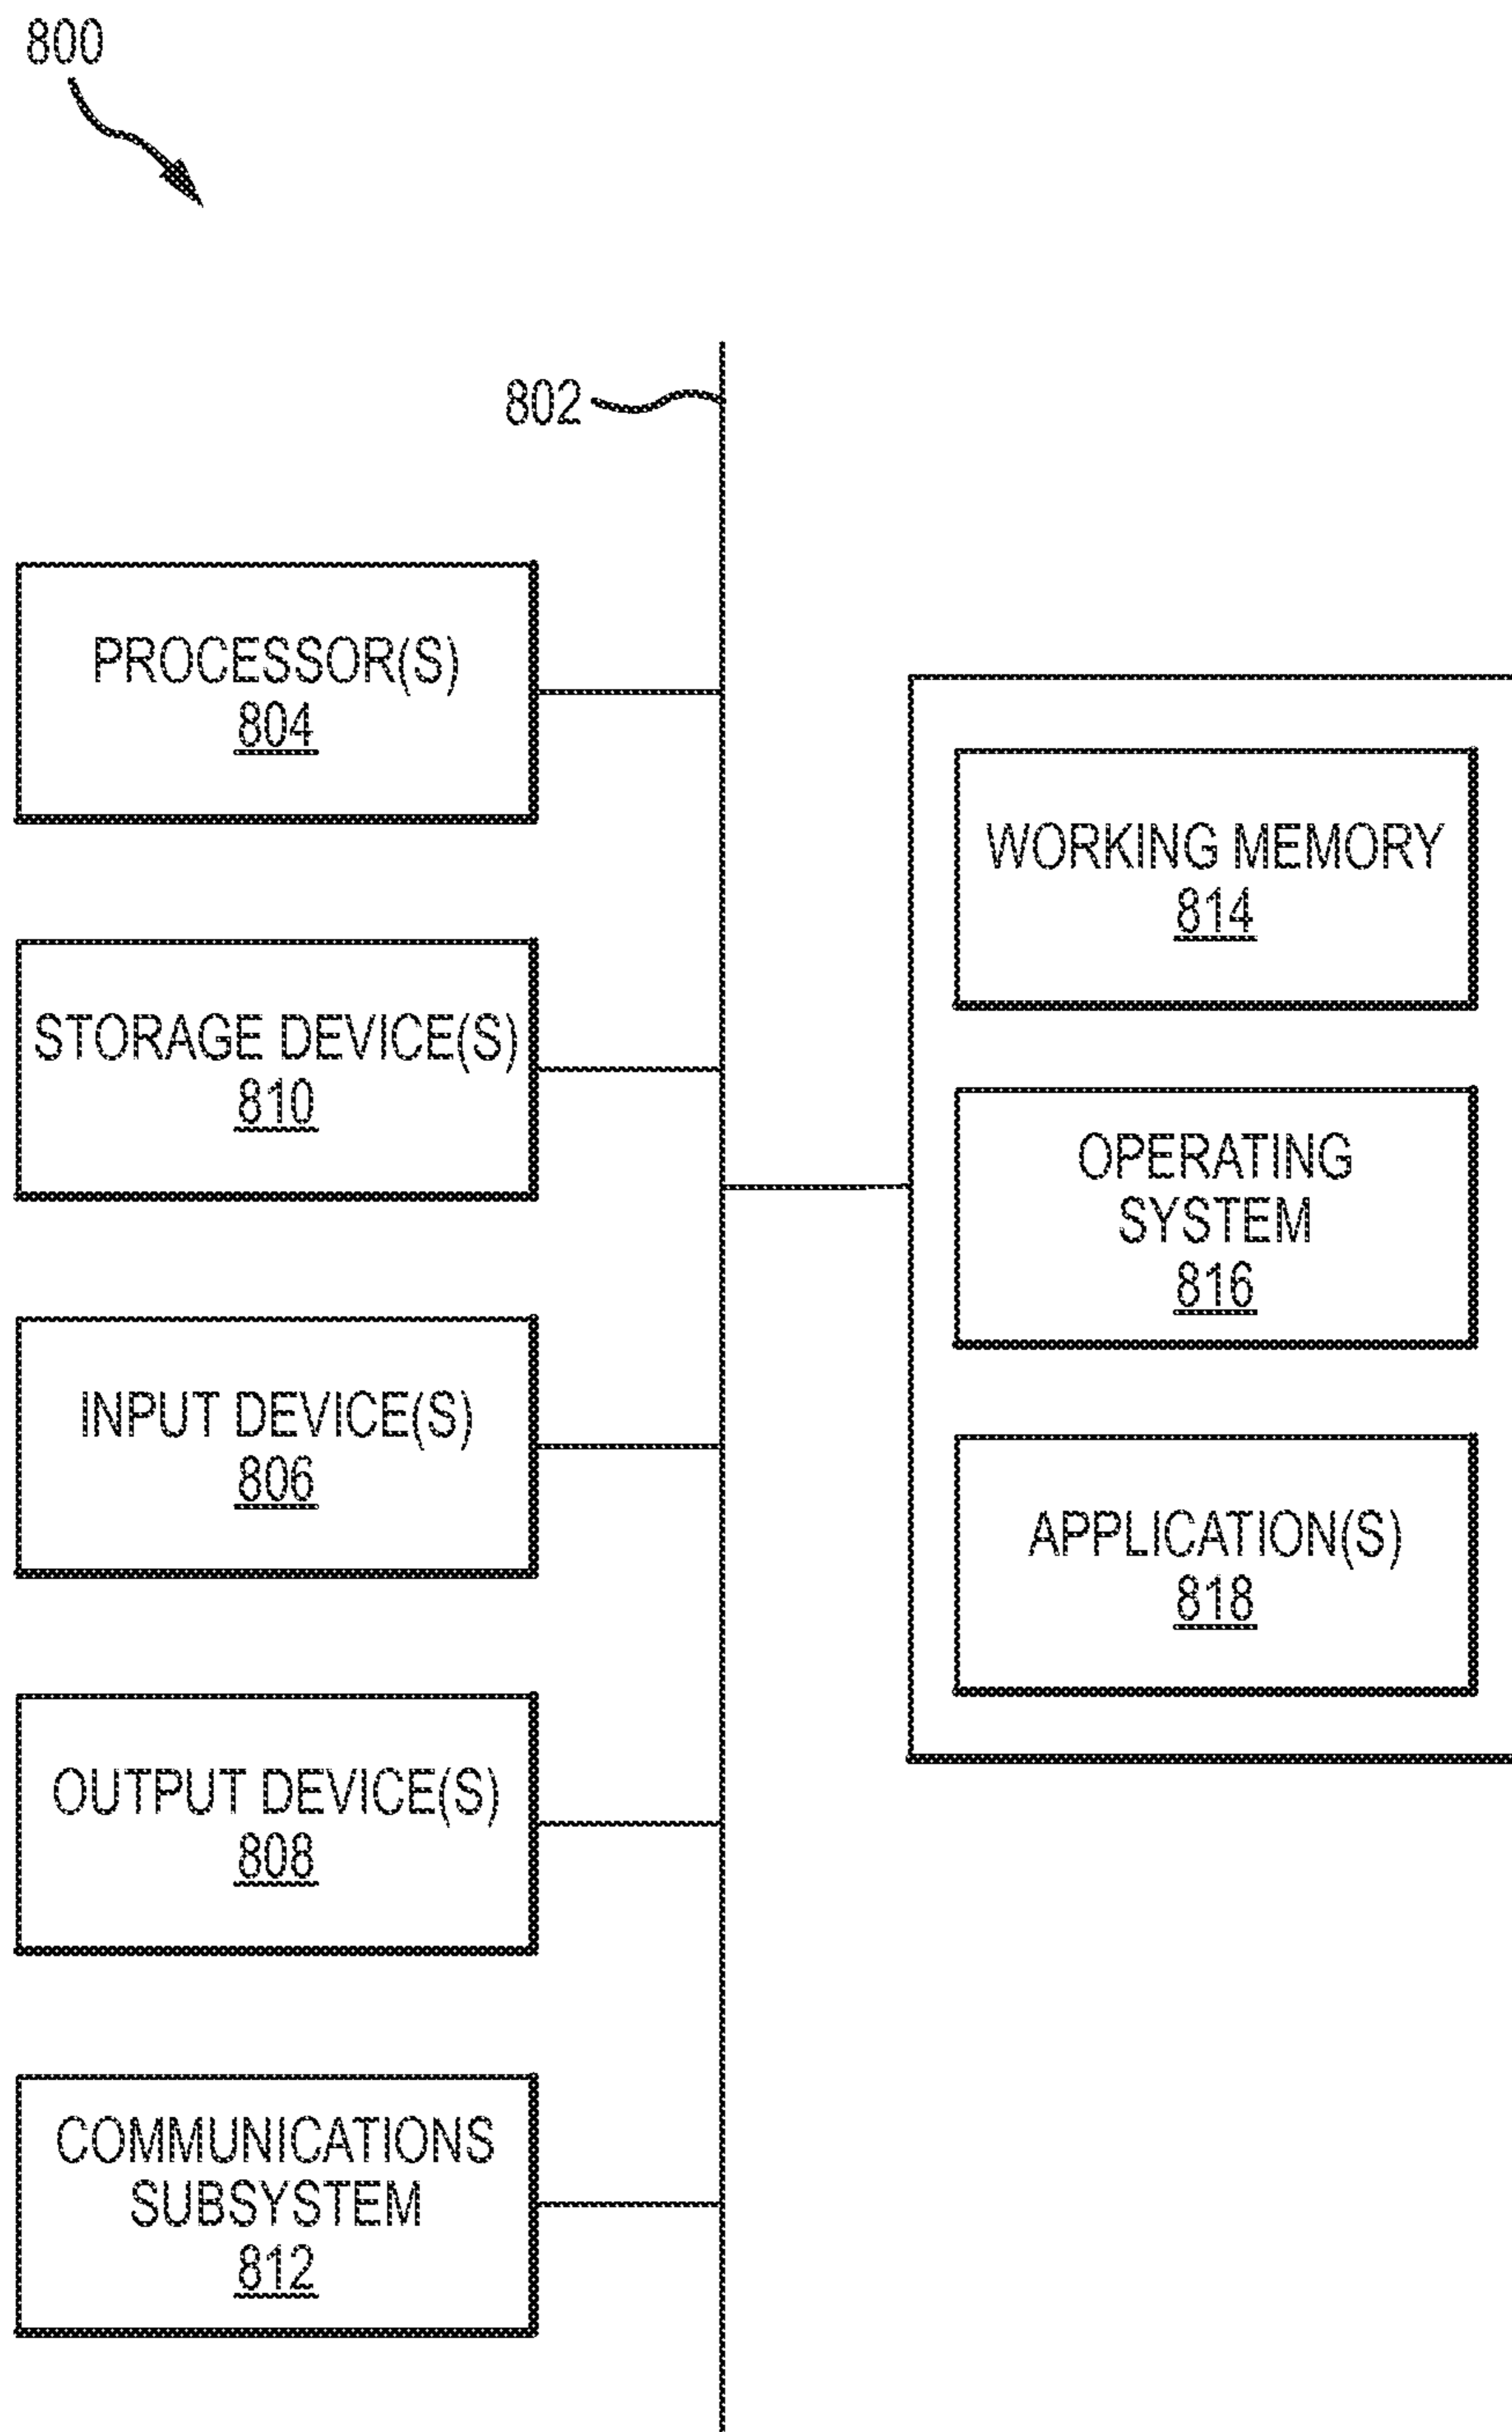 800
802
PROCESSOR(S)
804
STORAGE DEVICE(S)
810
INPUT DEVICE(S)
806
OUTPUT DEVICE(S)
808
COMMUNICATIONS
SUBSYSTEM
812
WORKING MEMORY
814
OPERATING
SYSTEM
816
APPLICATION(S)
818